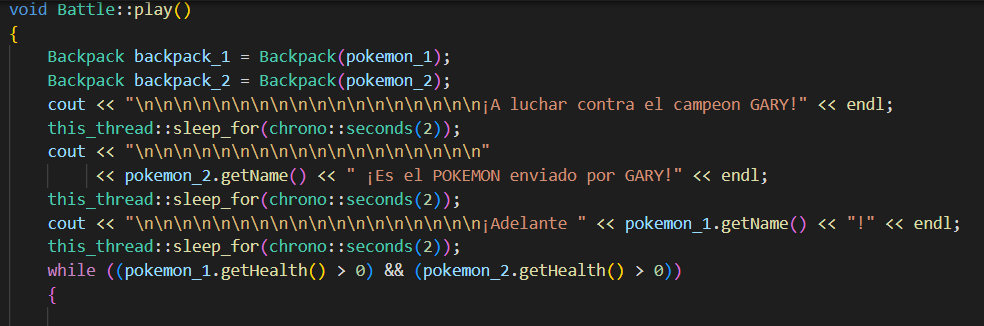 void Battle::play()
{
    Backpack backpack_1 = Backpack(pokemon_1);
    Backpack backpack_2 = Backpack(pokemon_2);
    cout << "\n\n\n\n\n\n\n\n\n\n\n\n\n\n\n\n\n\n¡A luchar contra el campeon GARY!" << endl;
    this_thread::sleep_for(chrono::seconds(2));
    cout << "\n\n\n\n\n\n\n\n\n\n\n\n\n\n\n\n\n\n"
         << pokemon_2.getName() << " ¡Es el POKEMON enviado por GARY!" << endl;
    this_thread::sleep_for(chrono::seconds(2));
    cout << "\n\n\n\n\n\n\n\n\n\n\n\n\n\n\n\n\n\n¡Adelante " << pokemon_1.getName() << "!" << endl;
    this_thread::sleep_for(chrono::seconds(2));
    while ((pokemon_1.getHealth() > 0) && (pokemon_2.getHealth() > 0))
    {